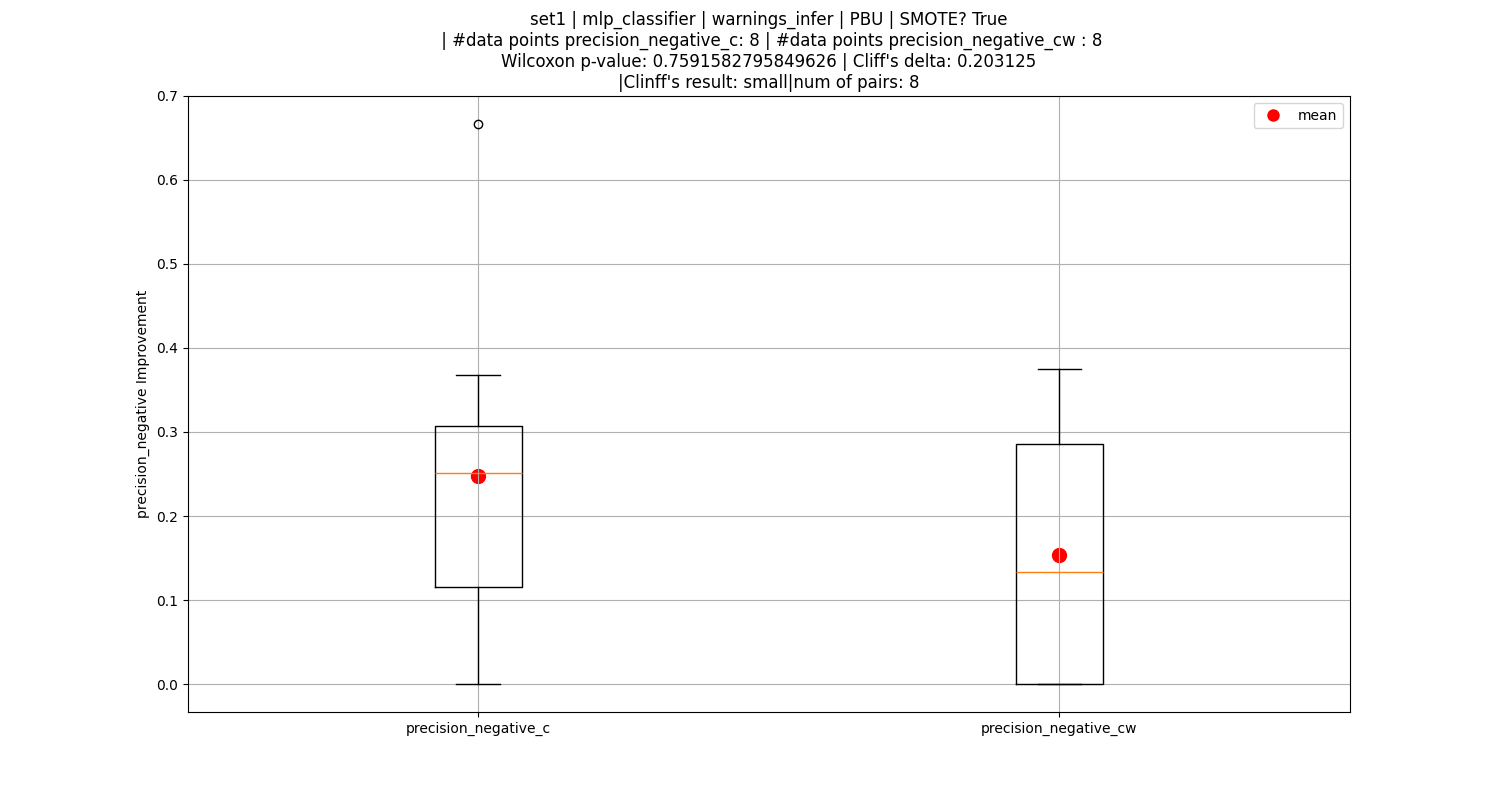 set1 | mlp_classifier | warnings_infer | PBU | SMOTE? True
| #data points precision_negative_c: 8 | #data points precision_negative_cw : 8
Wilcoxon p-value: 0.7591582795849626 | Cliff's delta: 0.203125
|Clinff's result: small|num of pairs: 8
mean
0.7
0.6
0.5
0.4
0.3
0.2
0.1
0.0
precision_negative Improvement
precision_negative_c
precision_negative_cw